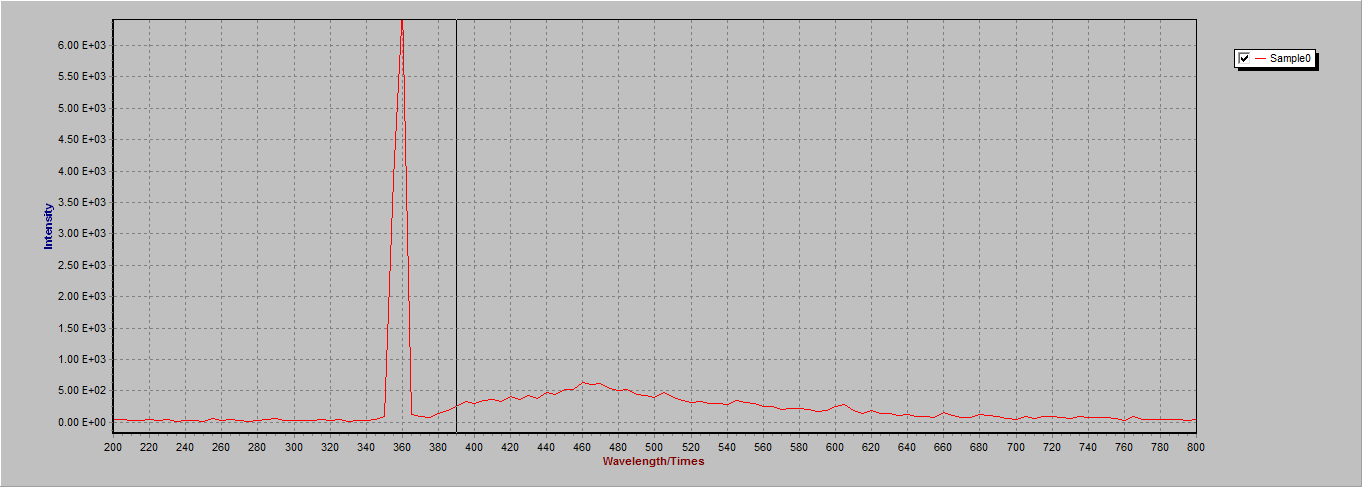 6.00 E+03
5.50 E+03
5.00 E+03
4.50 E+03
4.00 E+03
3.50 E+03
3.00 E+03
2.50 E+03
2.00 E+03
1.50 E+03
1.00 E+03
5.00 E+02
0.00 E+00
Intensity
200 220 240 260 280 300 320 340 360 380 400 420 440 460 480 500 520 540 560 580 600 620 640 660 680 700 720 740 760 780 800
Wavelength/Times
Sample0